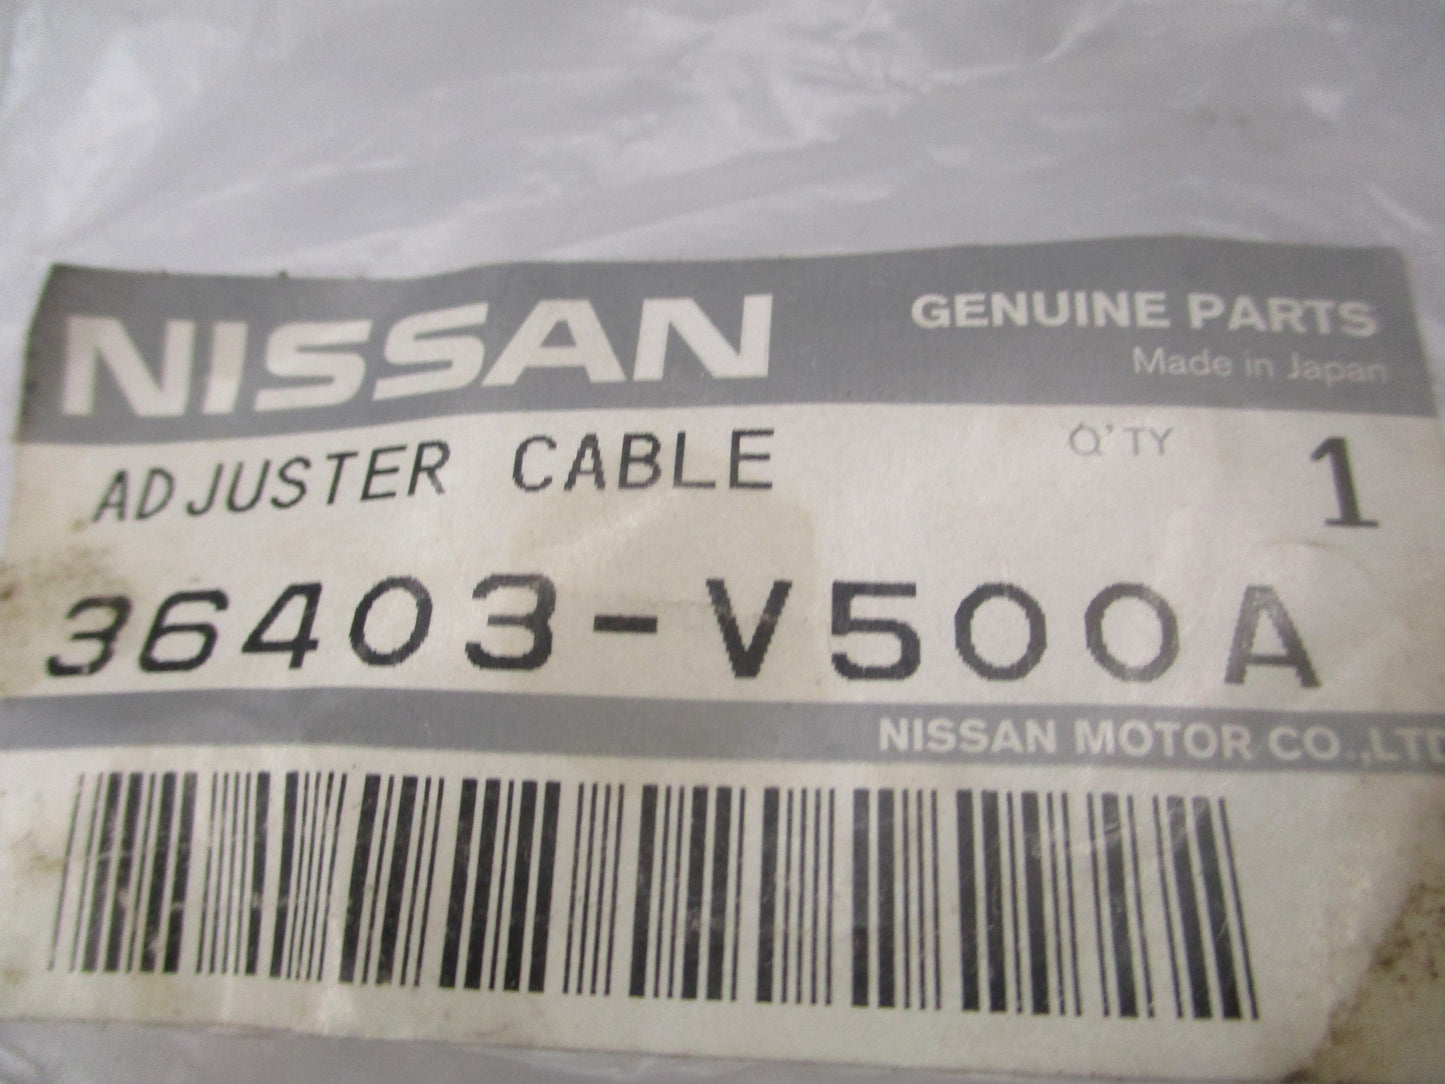 NISSAN
GENUINE PARTS
Made in Japan
ADJUSTER CABLE
Q'TY 1
36403-V500A
NISSAN MOTOR CO.,LTD